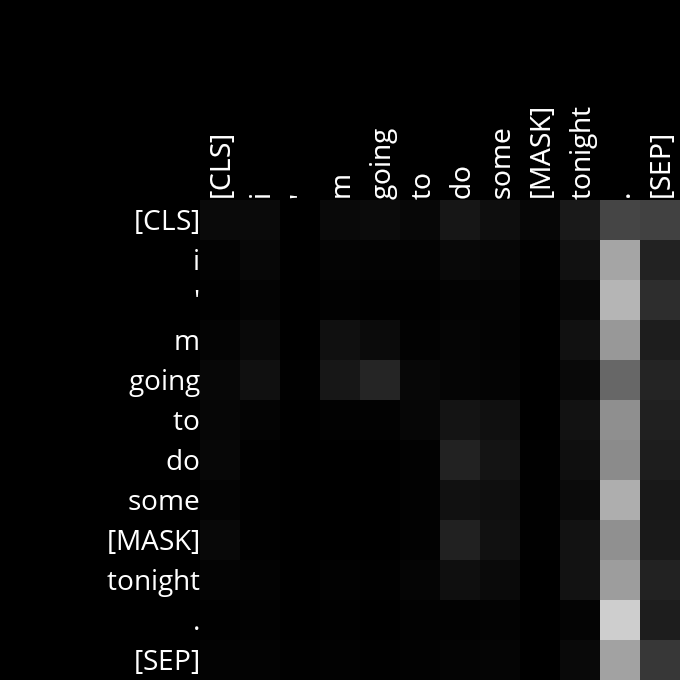 [CLS] i ' m going to do some [MASK] tonight . [SEP]
[CLS]
i
'
m
going
to
do
some
[MASK]
tonight
.
[SEP]